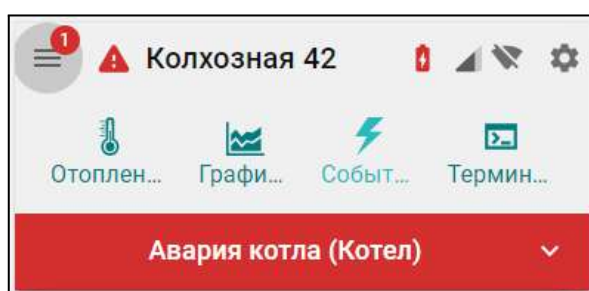 1
Колхозная 42
Отоплен... Графи... Событ... Термин...
Авария котла (Котел)